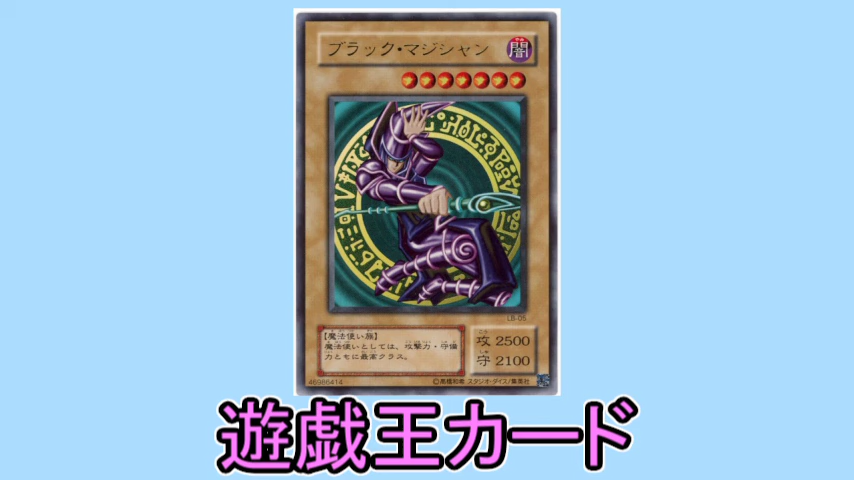 ブラック・マジシャン
闇
LB-05
【魔法使い族】
魔法使いとしては、攻撃力・守備
力ともに最高クラス。
攻 2500
守 2100
46986414
©高橋和希 スタジオ・ダイス/集英社
遊戯王カード